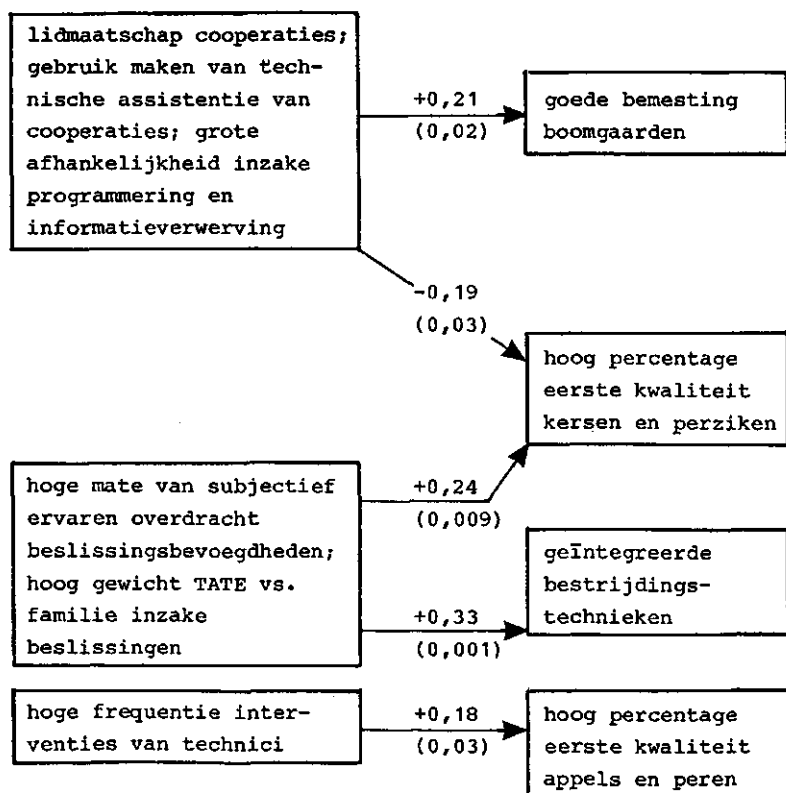 lidmaatschap cooperaties;
gebruik maken van tech-
nische assistentie van
cooperaties; grote
afhankelijkheid inzake
programmering en
informatieverwerving
+0,21
(0,02)
goede bemesting
boomgaarden
-0,19
(0,03)
hoog percentage
eerste kwaliteit
kersen en perziken
hoge mate van subjectief
ervaren overdracht
beslissingsbevoegdheden;
hoog gewicht TATE vs.
familie inzake
beslissingen
+0,24
(0,009)
+0,33
(0,001)
geïntegreerde
bestrijdings-
technieken
hoge frequentie inter-
venties van technici
+0,18
(0,03)
hoog percentage
eerste kwaliteit
appels en peren